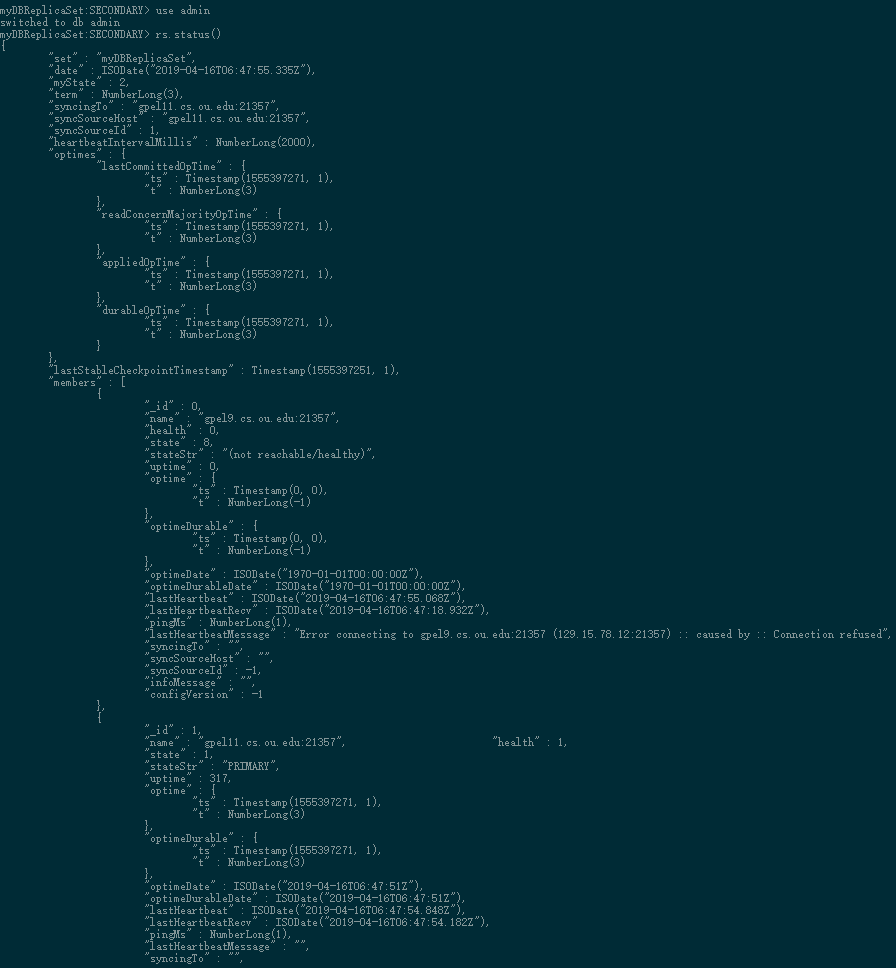 myDBReplicaSet:SECONDARY> use admin
switched to db admin
myDBReplicaSet:SECONDARY> rs.status()
{
        "set" : "myDBReplicaSet",
        "date" : ISODate("2019-04-16T06:47:55.335Z"),
        "myState" : 2,
        "term" : NumberLong(3),
        "syncingTo" : "gpel11.cs.ou.edu:21357",
        "syncSourceHost" : "gpel11.cs.ou.edu:21357",
        "syncSourceId" : 1,
        "heartbeatIntervalMillis" : NumberLong(2000),
        "optimes" : {
                "lastCommittedOpTime" : {
                        "ts" : Timestamp(1555397271, 1),
                        "t" : NumberLong(3)
                },
                "readConcernMajorityOpTime" : {
                        "ts" : Timestamp(1555397271, 1),
                        "t" : NumberLong(3)
                },
                "appliedOpTime" : {
                        "ts" : Timestamp(1555397271, 1),
                        "t" : NumberLong(3)
                },
                "durableOpTime" : {
                        "ts" : Timestamp(1555397271, 1),
                        "t" : NumberLong(3)
                }
        },
        "lastStableCheckpointTimestamp" : Timestamp(1555397251, 1),
        "members" : [
                {
                        "_id" : 0,
                        "name" : "gpel9.cs.ou.edu:21357",
                        "health" : 0,
                        "state" : 8,
                        "stateStr" : "(not reachable/healthy)",
                        "uptime" : 0,
                        "optime" : {
                                "ts" : Timestamp(0, 0),
                                "t" : NumberLong(-1)
                        },
                        "optimeDurable" : {
                                "ts" : Timestamp(0, 0),
                                "t" : NumberLong(-1)
                        },
                        "optimeDate" : ISODate("1970-01-01T00:00:00Z"),
                        "optimeDurableDate" : ISODate("1970-01-01T00:00:00Z"),
                        "lastHeartbeat" : ISODate("2019-04-16T06:47:55.068Z"),
                        "lastHeartbeatRecv" : ISODate("2019-04-16T06:47:18.932Z"),
                        "pingMs" : NumberLong(1),
                        "lastHeartbeatMessage" : "Error connecting to gpel9.cs.ou.edu:21357 (129.15.78.12:21357) :: caused by :: Connection refused",
                        "syncingTo" : "",
                        "syncSourceHost" : "",
                        "syncSourceId" : -1,
                        "infoMessage" : "",
                        "configVersion" : -1
                },
                {
                        "_id" : 1,
                        "name" : "gpel11.cs.ou.edu:21357",                        "health" : 1,
                        "state" : 1,
                        "stateStr" : "PRIMARY",
                        "uptime" : 317,
                        "optime" : {
                                "ts" : Timestamp(1555397271, 1),
                                "t" : NumberLong(3)
                        },
                        "optimeDurable" : {
                                "ts" : Timestamp(1555397271, 1),
                                "t" : NumberLong(3)
                        },
                        "optimeDate" : ISODate("2019-04-16T06:47:51Z"),
                        "optimeDurableDate" : ISODate("2019-04-16T06:47:51Z"),
                        "lastHeartbeat" : ISODate("2019-04-16T06:47:54.848Z"),
                        "lastHeartbeatRecv" : ISODate("2019-04-16T06:47:54.182Z"),
                        "pingMs" : NumberLong(1),
                        "lastHeartbeatMessage" : "",
                        "syncingTo" : "",